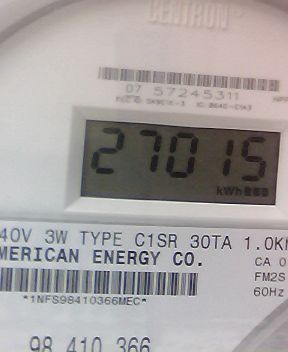 CENTRON
07 57245311
27015
kWh
40V 3W TYPE C1SR 30TA 1.0K
MERICAN ENERGY CO.
CA 0
FM2S
60Hz
*1NFS98410366MEC*
98 410 366